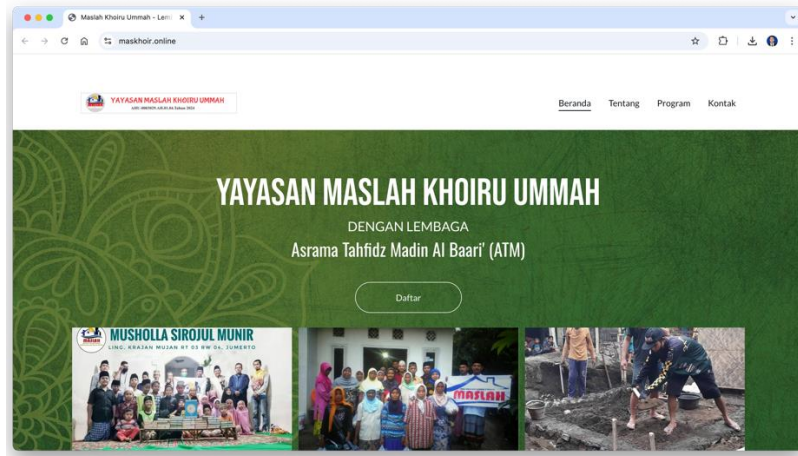 Maslah Khoiru Ummah - Lem
maskhoir.online
YAYASAN MASLAH KHOIRU UMMAH
Beranda Tentang Program Kontak
YAYASAN MASLAH KHOIRU UMMAH
DENGAN LEMBAGA
Asrama Tahfidz Madin Al Baari' (ATM)
Daftar
MUSHOLLA SIROJUL MUNIR
LING. KRAJAN MUJAN RT 03 RW 04, JUMERTO
MASLAH